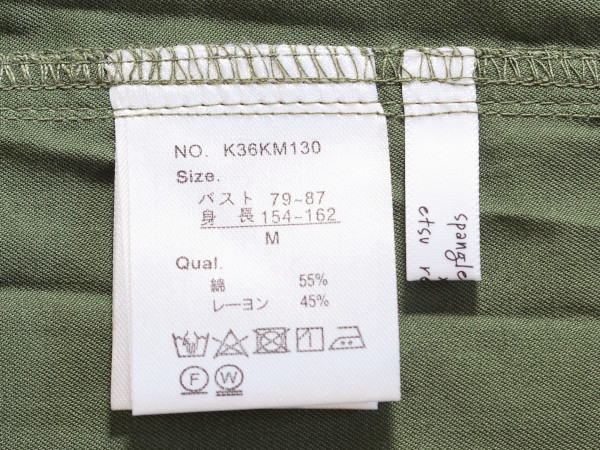 NO. K36KM130
Size.
バスト 79~87
身 長 154-162
M
Qual.
綿 55%
レーヨン 45%
F W
spangle
etsu